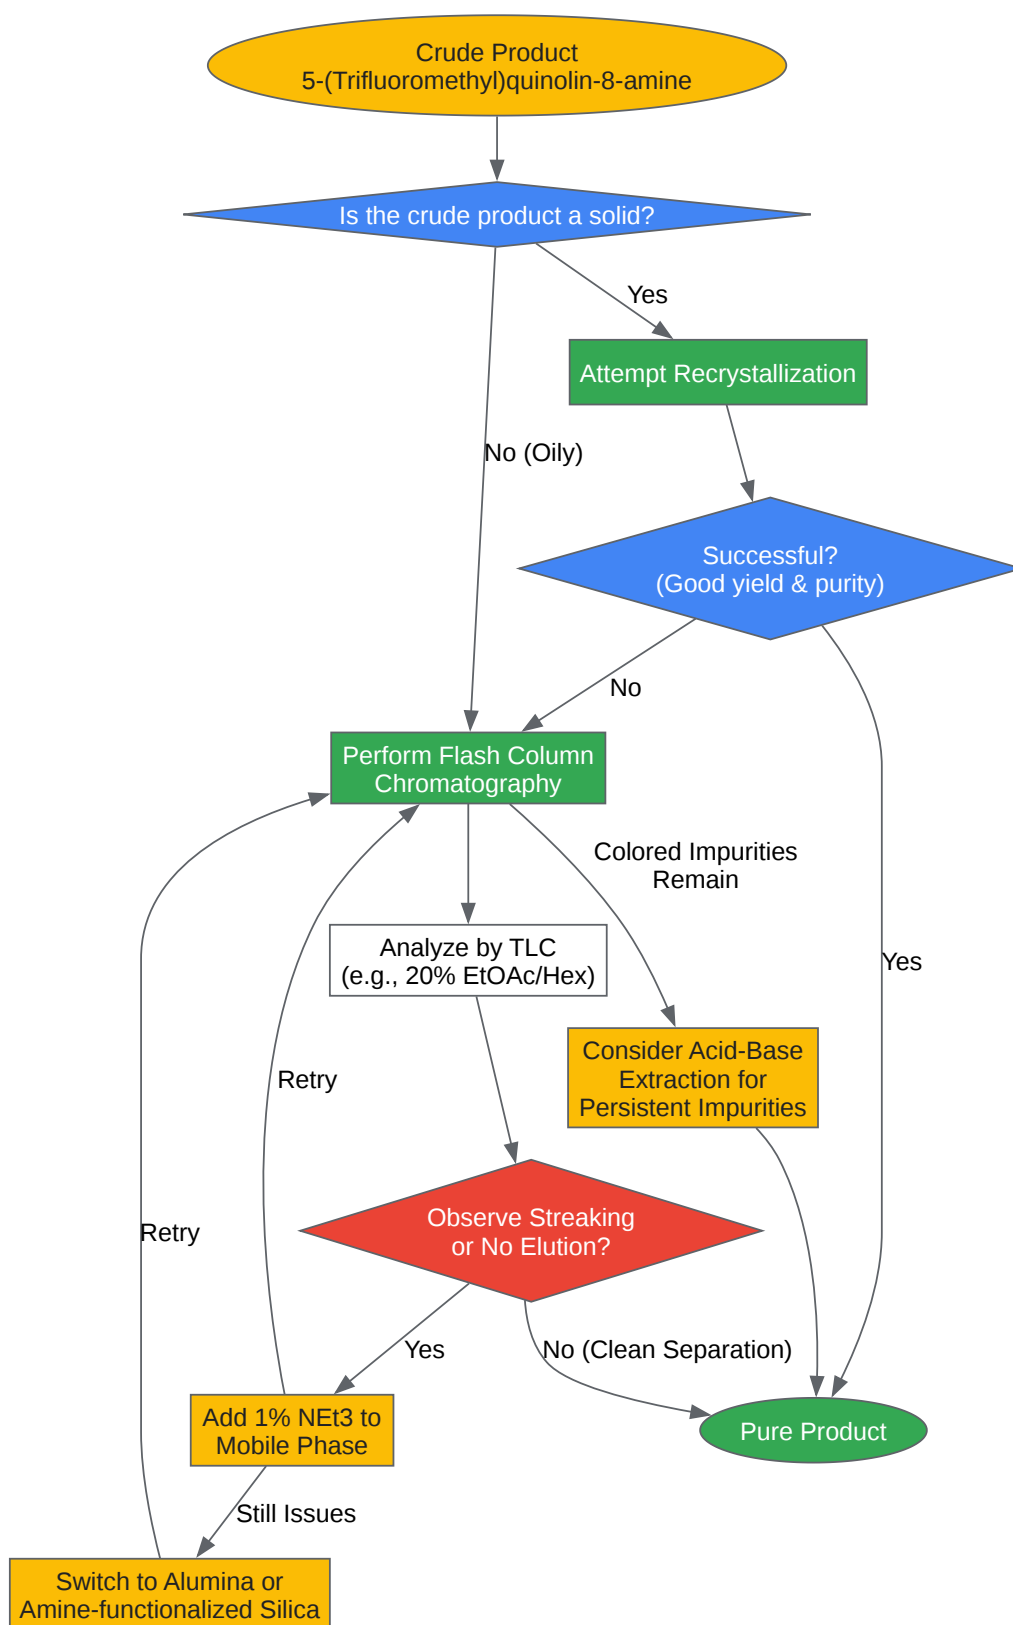 Crude Product
5-(Trifluoromethyl)quinolin-8-amine
Is the crude product a solid?
Yes
Attempt Recrystallization
No (Oily)
Successful?
(Good yield & purity)
No
Perform Flash Column
Chromatography
Colored Impurities
Remain
Analyze by TLC
(e.g., 20% EtOAc/Hex)
Yes
Consider Acid-Base
Extraction for
Persistent Impurities
Retry
Observe Streaking
or No Elution?
Retry
Yes
No (Clean Separation)
Add 1% NEt3 to
Mobile Phase
Pure Product
Still Issues
Switch to Alumina or
Amine-functionalized Silica